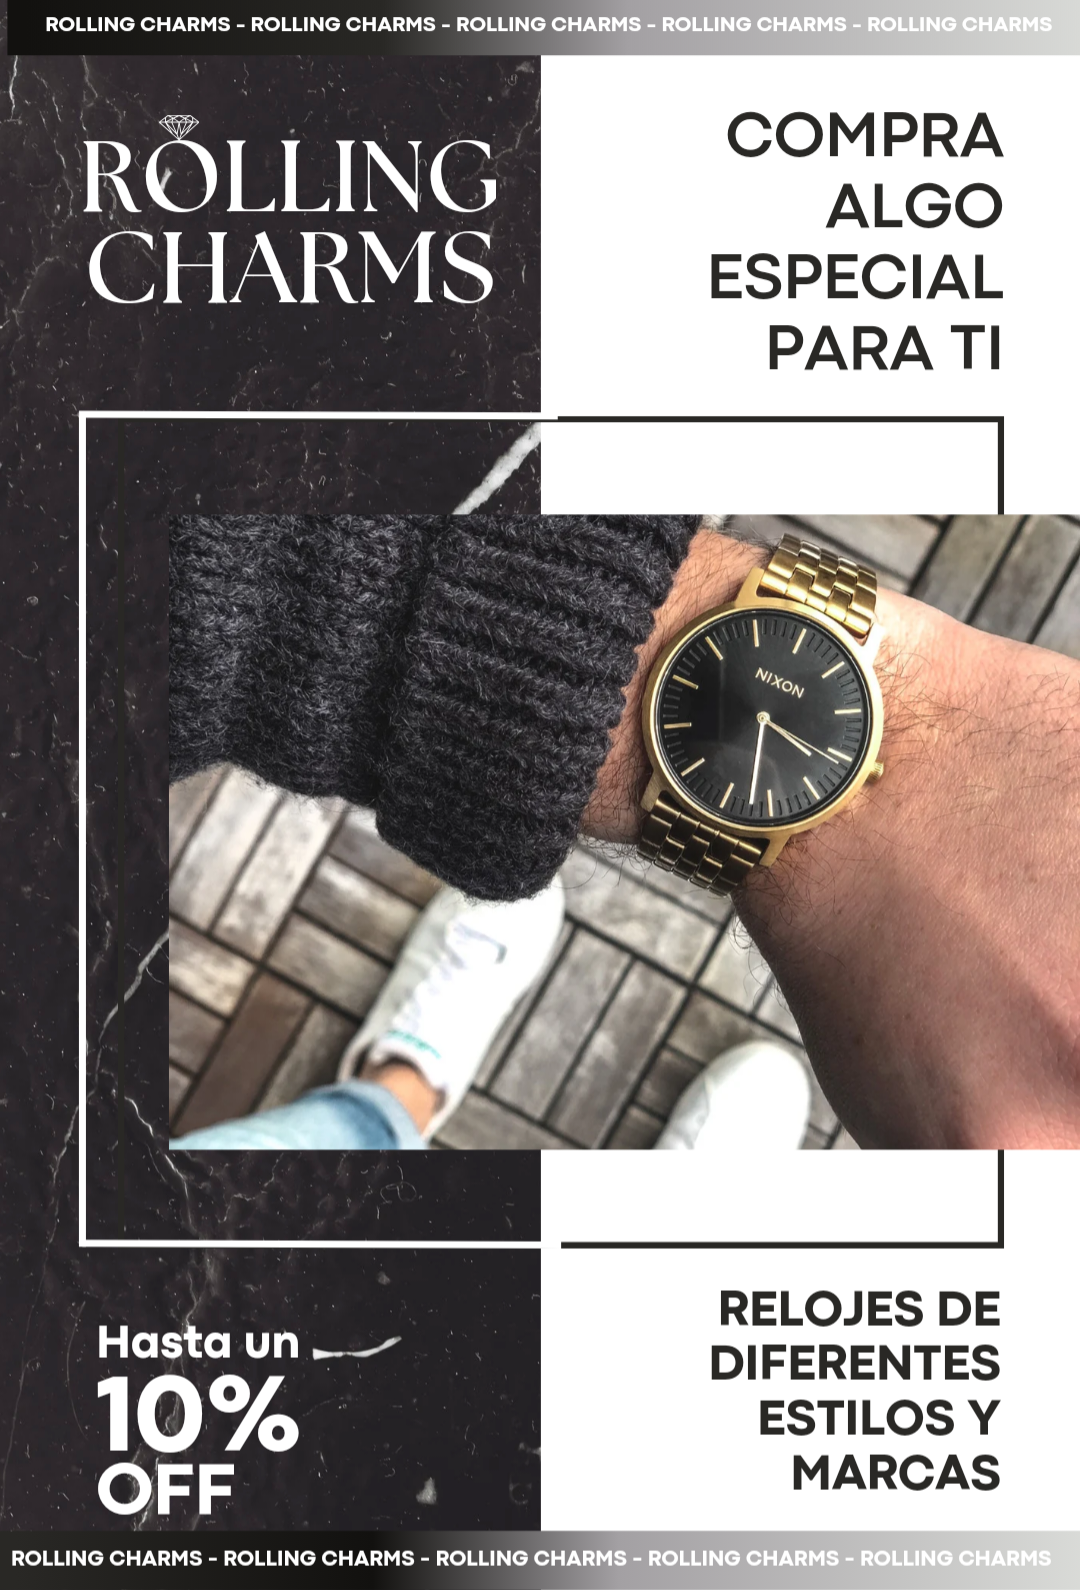 ROLLING CHARMS - ROLLING CHARMS - ROLLING CHARMS - ROLLING CHARMS - ROLLING CHARMS
ROLLING
CHARMS
COMPRA
ALGO
ESPECIAL
PARA TI
NIXON
Hasta un
10%
OFF
RELOJES DE
DIFERENTES
ESTILOS Y
MARCAS
ROLLING CHARMS - ROLLING CHARMS - ROLLING CHARMS - ROLLING CHARMS - ROLLING CHARMS